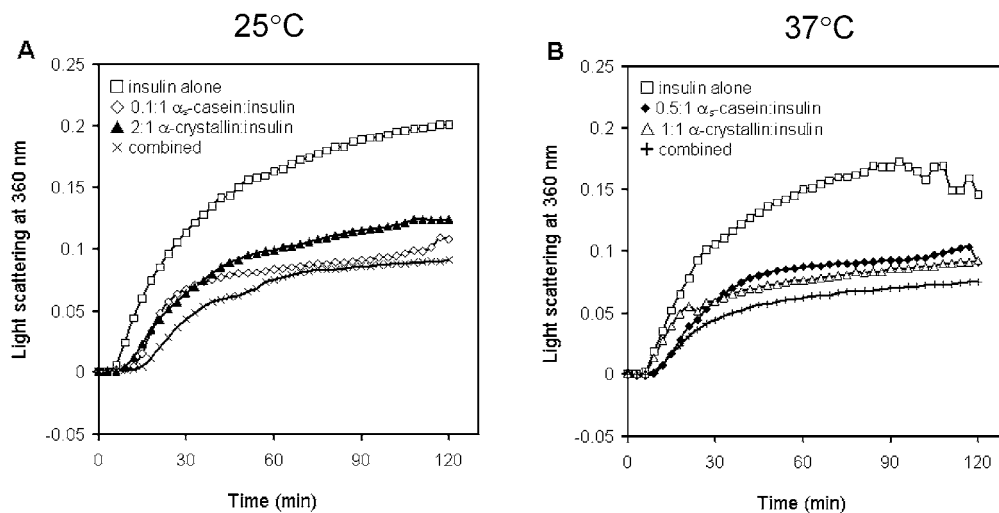 25°C
A
0.25
0.2
0.15
0.1
0.05
0
-0.05
Light scattering at 360 nm
insulin alone
0.1:1 αs-casein:insulin
2:1 α-crystallin:insulin
combined
0 30 60 90 120
Time (min)
37°C
B
0.25
0.2
0.15
0.1
0.05
0
-0.05
Light scattering at 360 nm
insulin alone
0.5:1 αs-casein:insulin
1:1 α-crystallin:insulin
combined
0 30 60 90 120
Time (min)